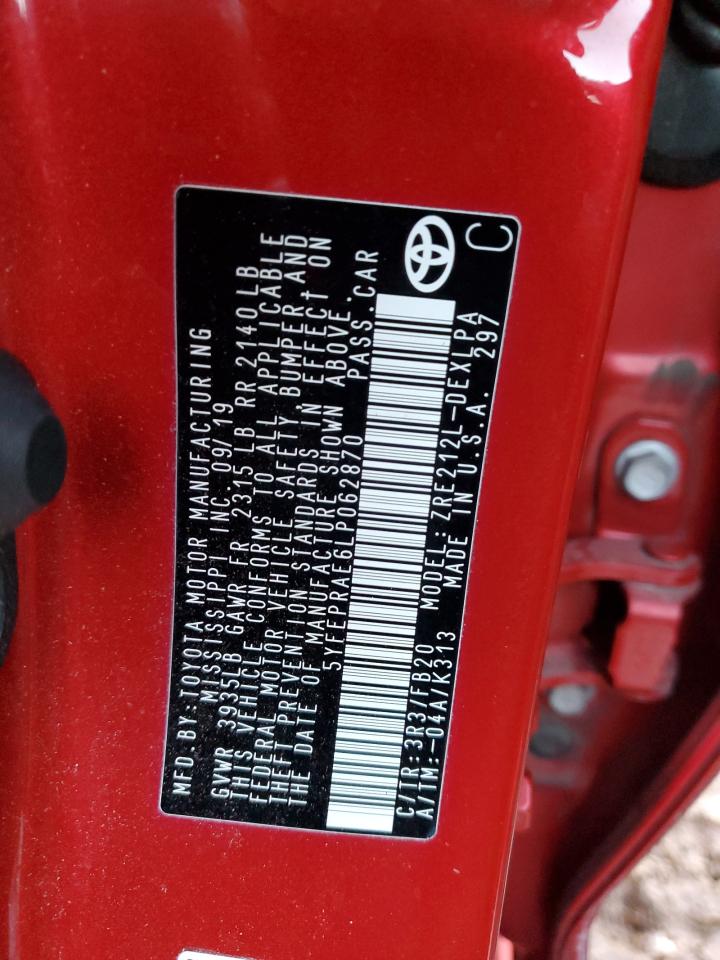 MFD.BY:TOYOTA MOTOR MANUFACTURING
MISSISSIPPI INC.09/19
GVWR 3935LB GAWR FR 2315 LB RR 2140LB
THIS VEHICLE CONFORMS TO ALL APPLICABLE
FEDERAL MOTOR VEHICLE SAFETY,BUMPER,AND
THEFT PREVENTION STANDARDS IN EFFECT ON
THE DATE OF MANUFACTURE SHOWN ABOVE.
5YFEPRAE6LP062870 PASS.CAR
C/TR:3R3/FB20 MODEL:ZRE212L-DEXLPA
A/TM:-04A/K313 MADE IN U.S.A. 297
C